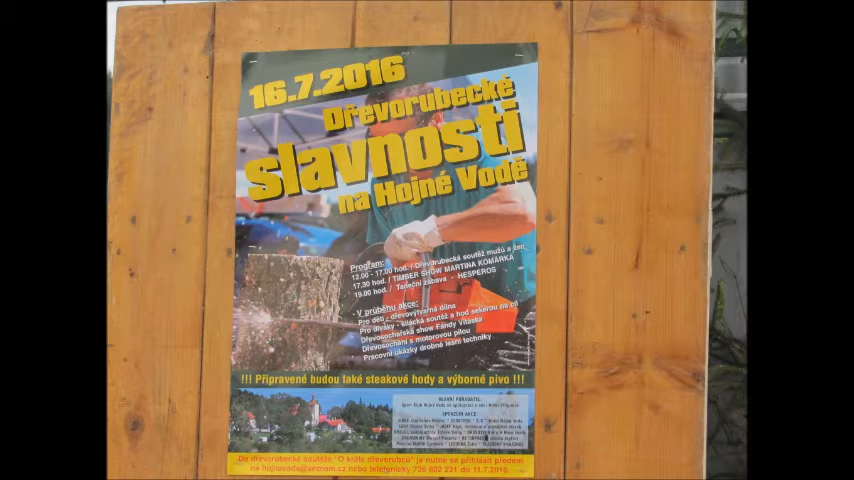 16.7.2016
Dřevorubecké
slavnosti
na Hojné Vodě
Program:
12.00 - 17.00 hod. / Dřevorubecká soutěž mužů a žen
17.30 hod. / TIMBER SHOW MARTINA KOMÁRKA
19.00 hod. / Taneční zábava - HESPEROS
V průběhu akce:
Pro děti - dřevovýtvarná dílna
Pro diváky - silácká soutěž a hod sekerou na cíl
Dřevosochařská show Fandy Vitáska
Dřevosochání s motorovou pilou
Pracovní ukázky drobné lesní techniky
!!! Připravené budou také steakové hody a výborné pivo !!!
HLAVNÍ POŘADATEL
SPONZOŘI AKCE:
Do dřevorubecké soutěže "O krále dřevorubců" je nutné se přihlásit předem
na hojnavoda@seznam.cz nebo telefonicky 736 602 221 do 11.7.2016